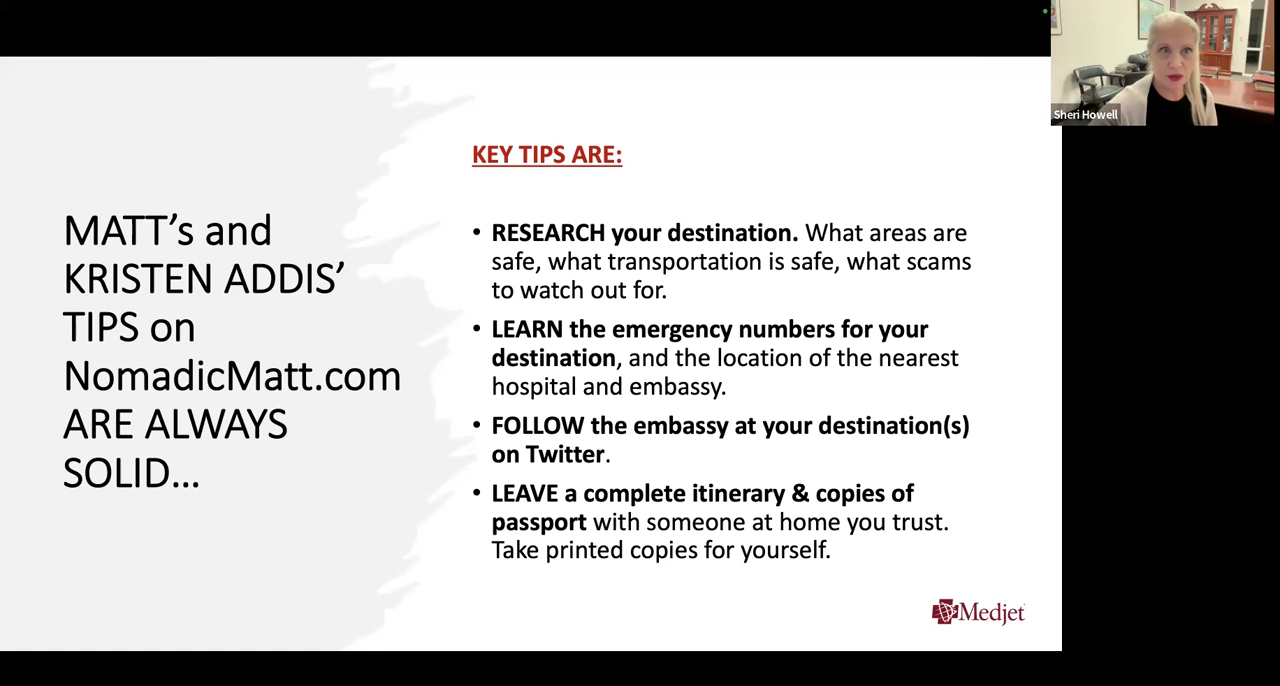 Sheri Howell
MATT’s and
KRISTEN ADDIS’
TIPS on
NomadicMatt.com
ARE ALWAYS
SOLID...
KEY TIPS ARE:
• RESEARCH your destination. What areas are
safe, what transportation is safe, what scams
to watch out for.
• LEARN the emergency numbers for your
destination, and the location of the nearest
hospital and embassy.
• FOLLOW the embassy at your destination(s)
on Twitter.
• LEAVE a complete itinerary & copies of
passport with someone at home you trust.
Take printed copies for yourself.
Medjet